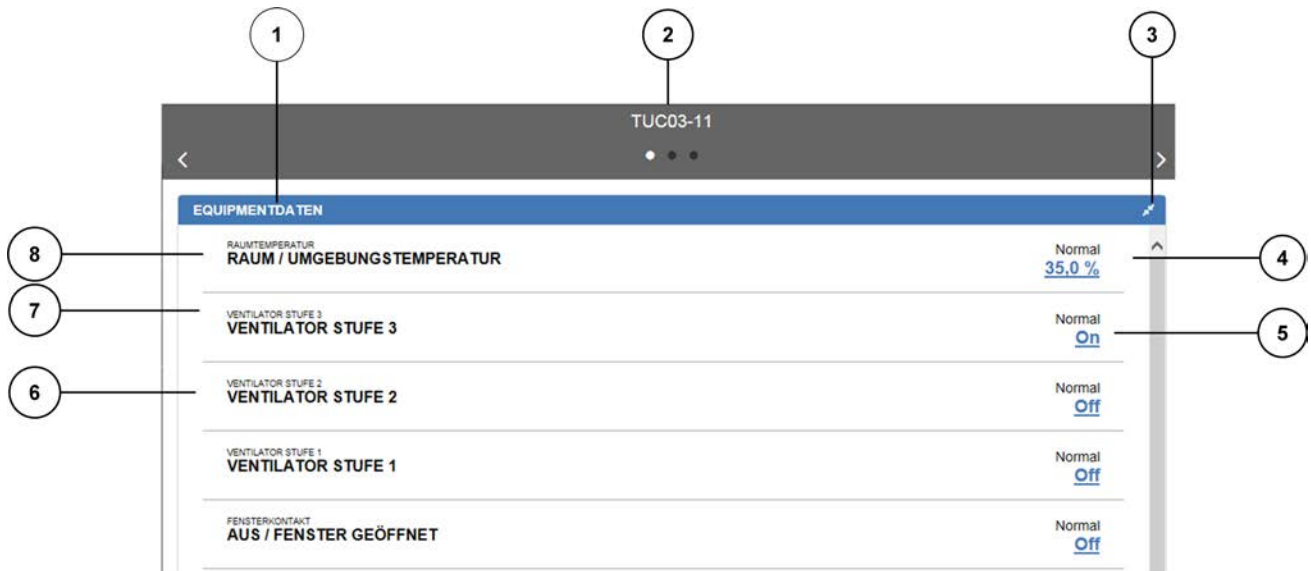 1
2
3
TUC03-11
EQUIPMENTDATEN
8
RAUMTEMPERATUR
RAUM / UMGEBUNGSTEMPERATUR
Normal
35,0 %
4
7
VENTILATOR STUFE 3
VENTILATOR STUFE 3
Normal
On
5
6
VENTILATOR STUFE 2
VENTILATOR STUFE 2
Normal
Off
VENTILATOR STUFE 1
VENTILATOR STUFE 1
Normal
Off
FENSTERKONTAKT
AUS / FENSTER GEÖFFNET
Normal
Off